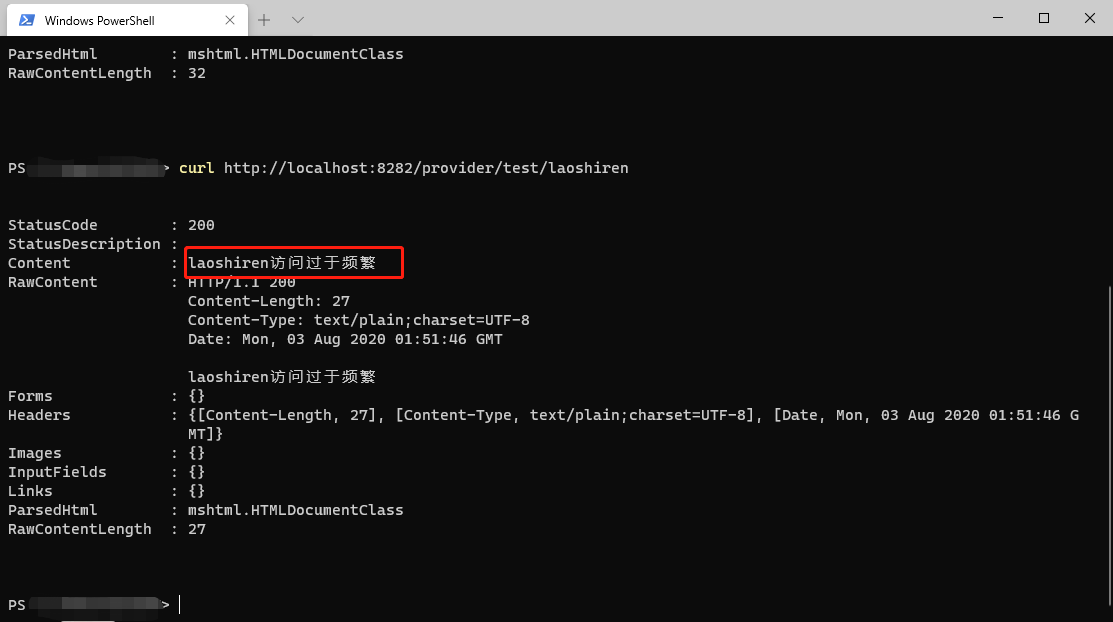 Windows PowerShell
ParsedHtml : mshtml.HTMLDocumentClass
RawContentLength : 32
PS > curl http://localhost:8282/provider/test/laoshiren
StatusCode : 200
StatusDescription :
Content : laoshiren访问过于频繁
RawContent : HTTP/1.1 200
Content-Length: 27
Content-Type: text/plain;charset=UTF-8
Date: Mon, 03 Aug 2020 01:51:46 GMT
laoshiren访问过于频繁
Forms : {}
Headers : {[Content-Length, 27], [Content-Type, text/plain;charset=UTF-8], [Date, Mon, 03 Aug 2020 01:51:46 G
MT]}
Images : {}
InputFields : {}
Links : {}
ParsedHtml : mshtml.HTMLDocumentClass
RawContentLength : 27
PS >